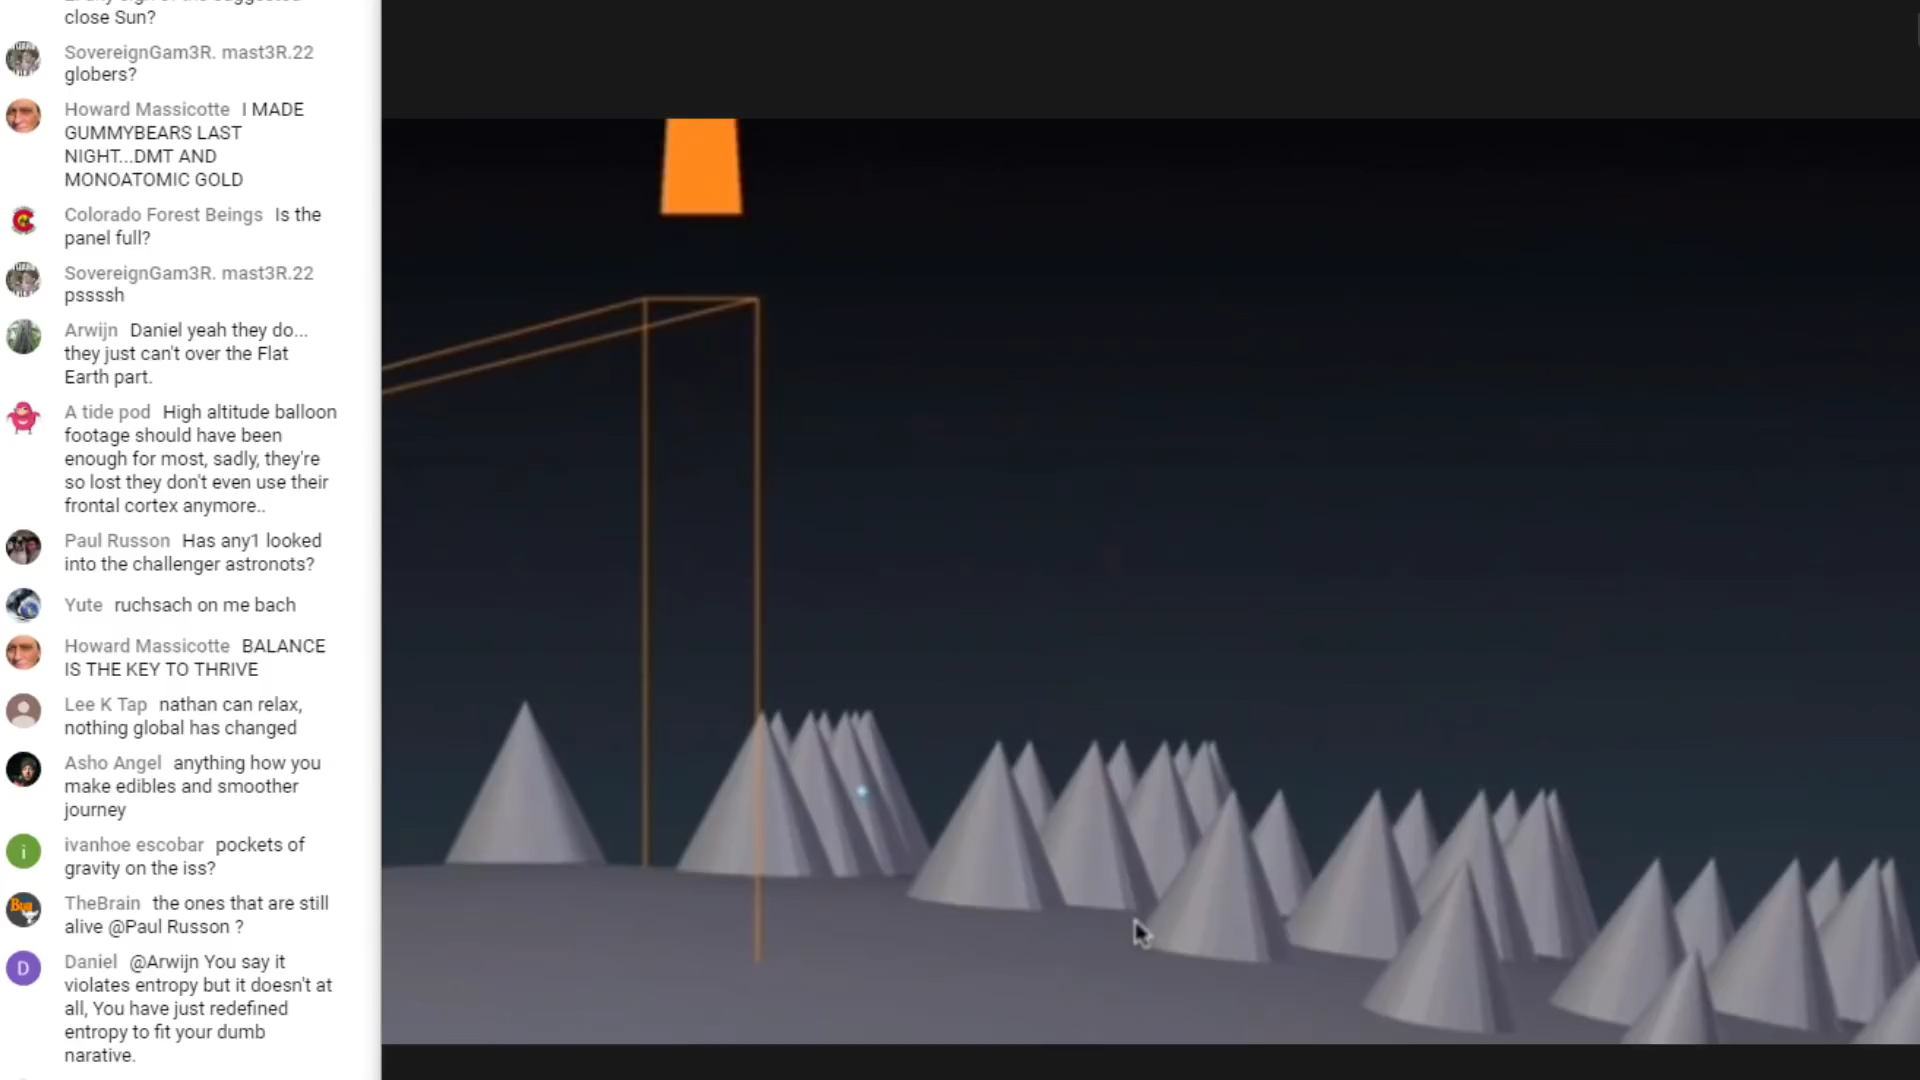 close Sun?
SovereignGam3R. mast3R.22
globers?
Howard Massicotte I MADE
GUMMYBEARS LAST
NIGHT...DMT AND
MONOATOMIC GOLD
Colorado Forest Beings Is the
panel full?
SovereignGam3R. mast3R.22
pssssh
Arwijn Daniel yeah they do...
they just can't over the Flat
Earth part.
A tide pod High altitude balloon
footage should have been
enough for most, sadly, they're
so lost they don't even use their
frontal cortex anymore..
Paul Russon Has any1 looked
into the challenger astronots?
Yute ruchsach on me bach
Howard Massicotte BALANCE
IS THE KEY TO THRIVE
Lee K Tap nathan can relax,
nothing global has changed
Asho Angel anything how you
make edibles and smoother
journey
i
ivanhoe escobar pockets of
gravity on the iss?
TheBrain the ones that are still
alive @Paul Russon ?
D
Daniel @Arwijn You say it
violates entropy but it doesn't at
all, You have just redefined
entropy to fit your dumb
narative.